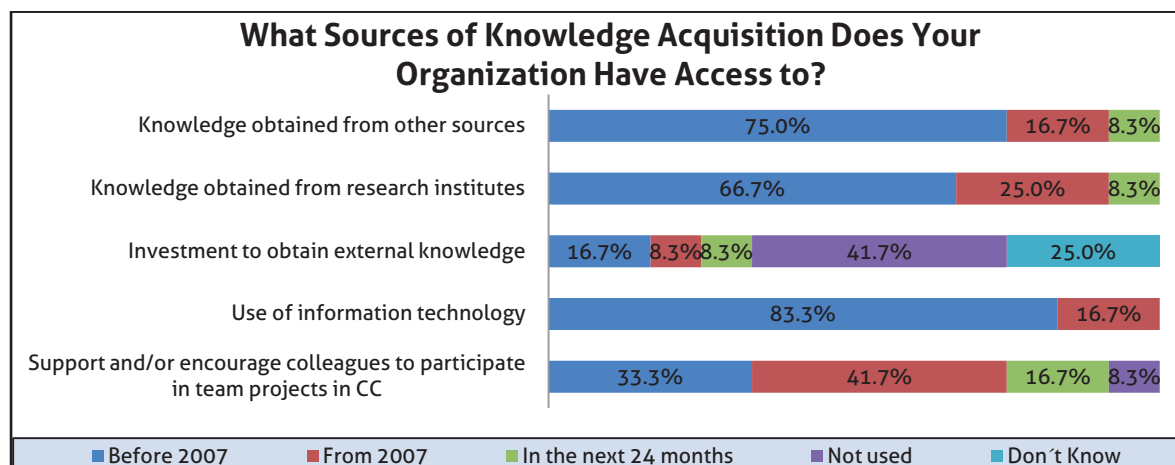 What Sources of Knowledge Acquisition Does Your
Organization Have Access to?
Knowledge obtained from other sources
75.0% 16.7% 8.3%
Knowledge obtained from research institutes
66.7% 25.0% 8.3%
Investment to obtain external knowledge
16.7% 8.3% 8.3% 41.7% 25.0%
Use of information technology
83.3% 16.7%
Support and/or encourage colleagues to participate
in team projects in CC
33.3% 41.7% 16.7% 8.3%
Before 2007 From 2007 In the next 24 months Not used Don´t Know